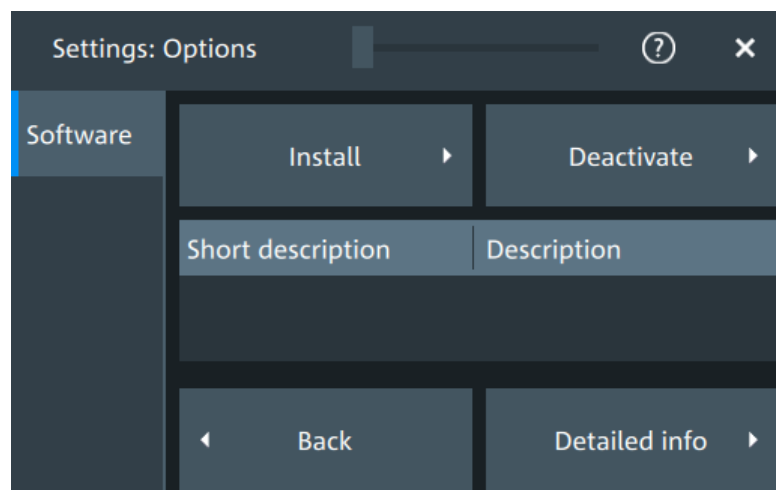 Settings: Options
?
Software
Install
Deactivate
Short description
Description
Back
Detailed info